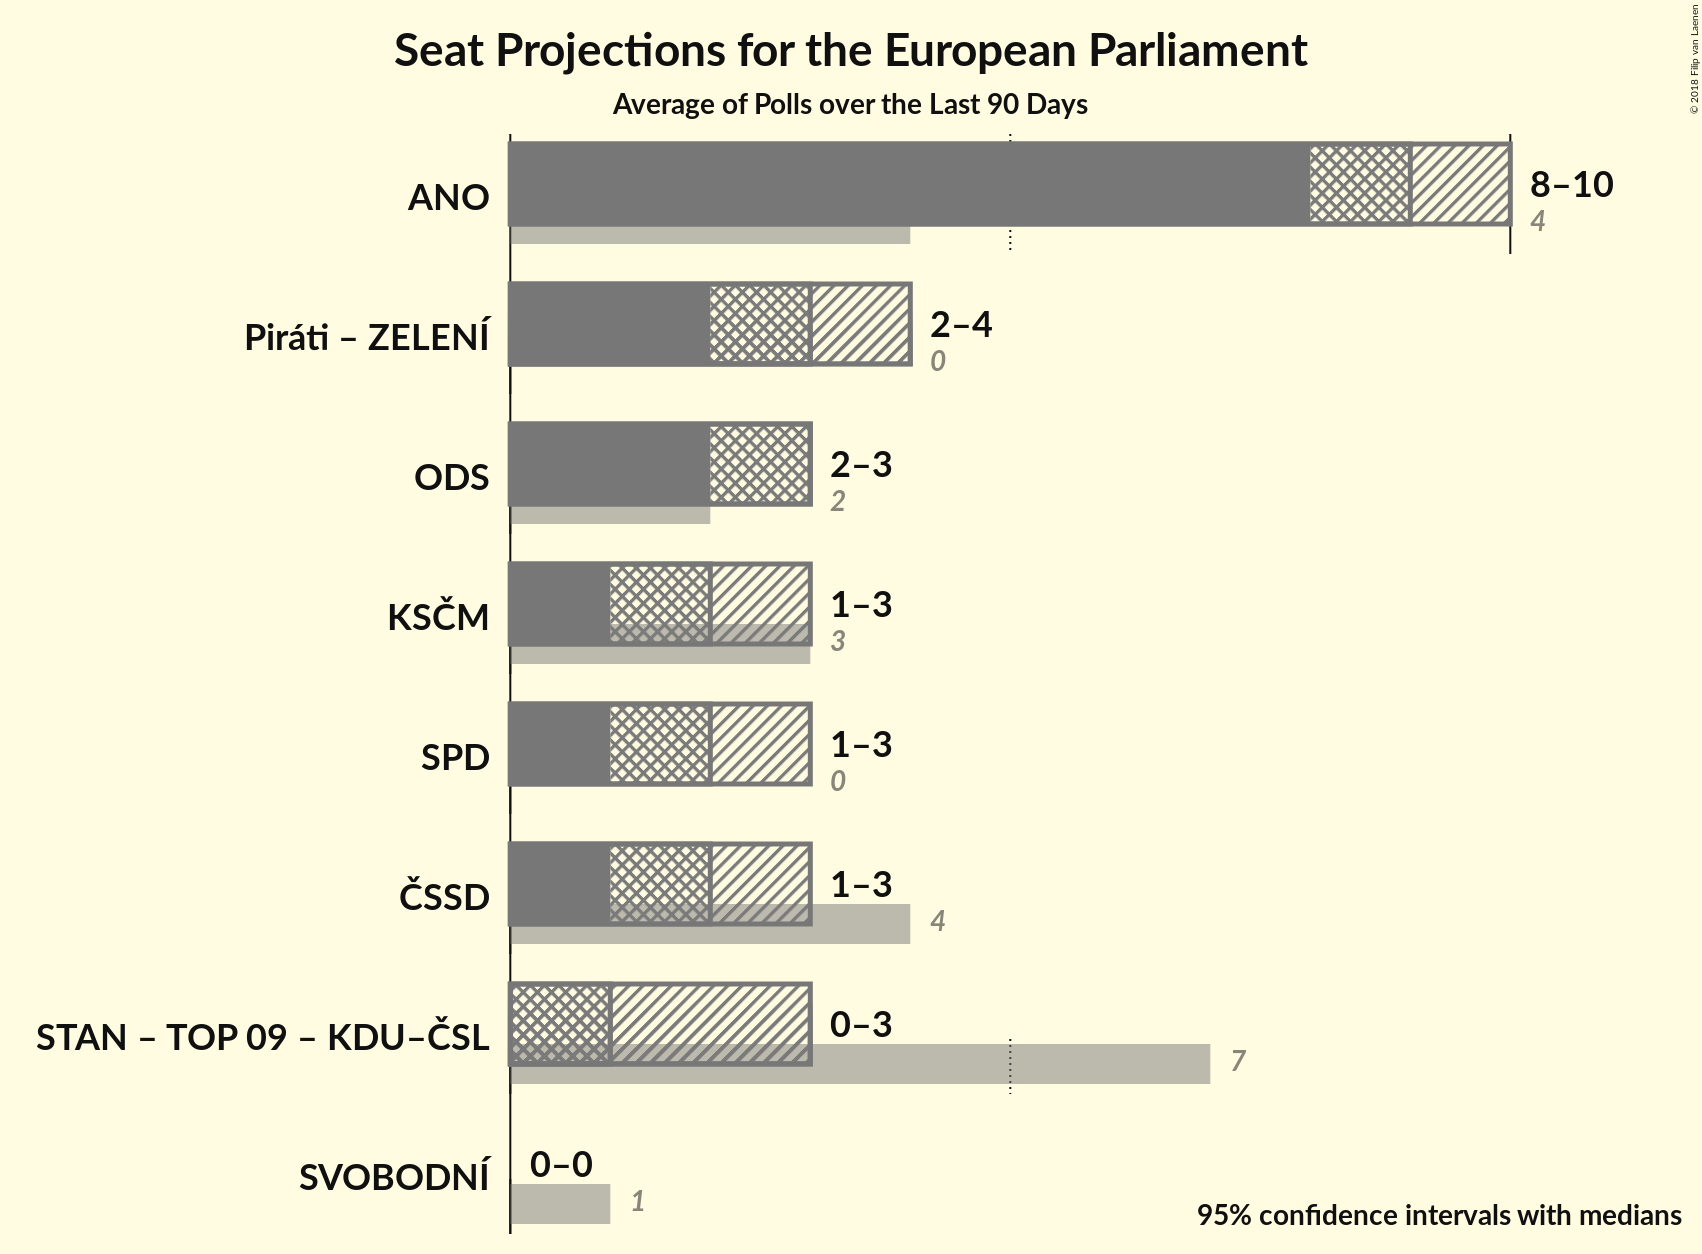 Seat Projections for the European Parliament
Average of Polls over the Last 90 Days
© 2018 Filip van Laenen
ANO
8–10
4
Piráti – ZELENÍ
2–4
0
ODS
2–3
2
KSČM
1–3
3
SPD
1–3
0
ČSSD
1–3
4
STAN – TOP 09 – KDU–ČSL
0–3
7
SVOBODNÍ
0–0
1
95% confidence intervals with medians